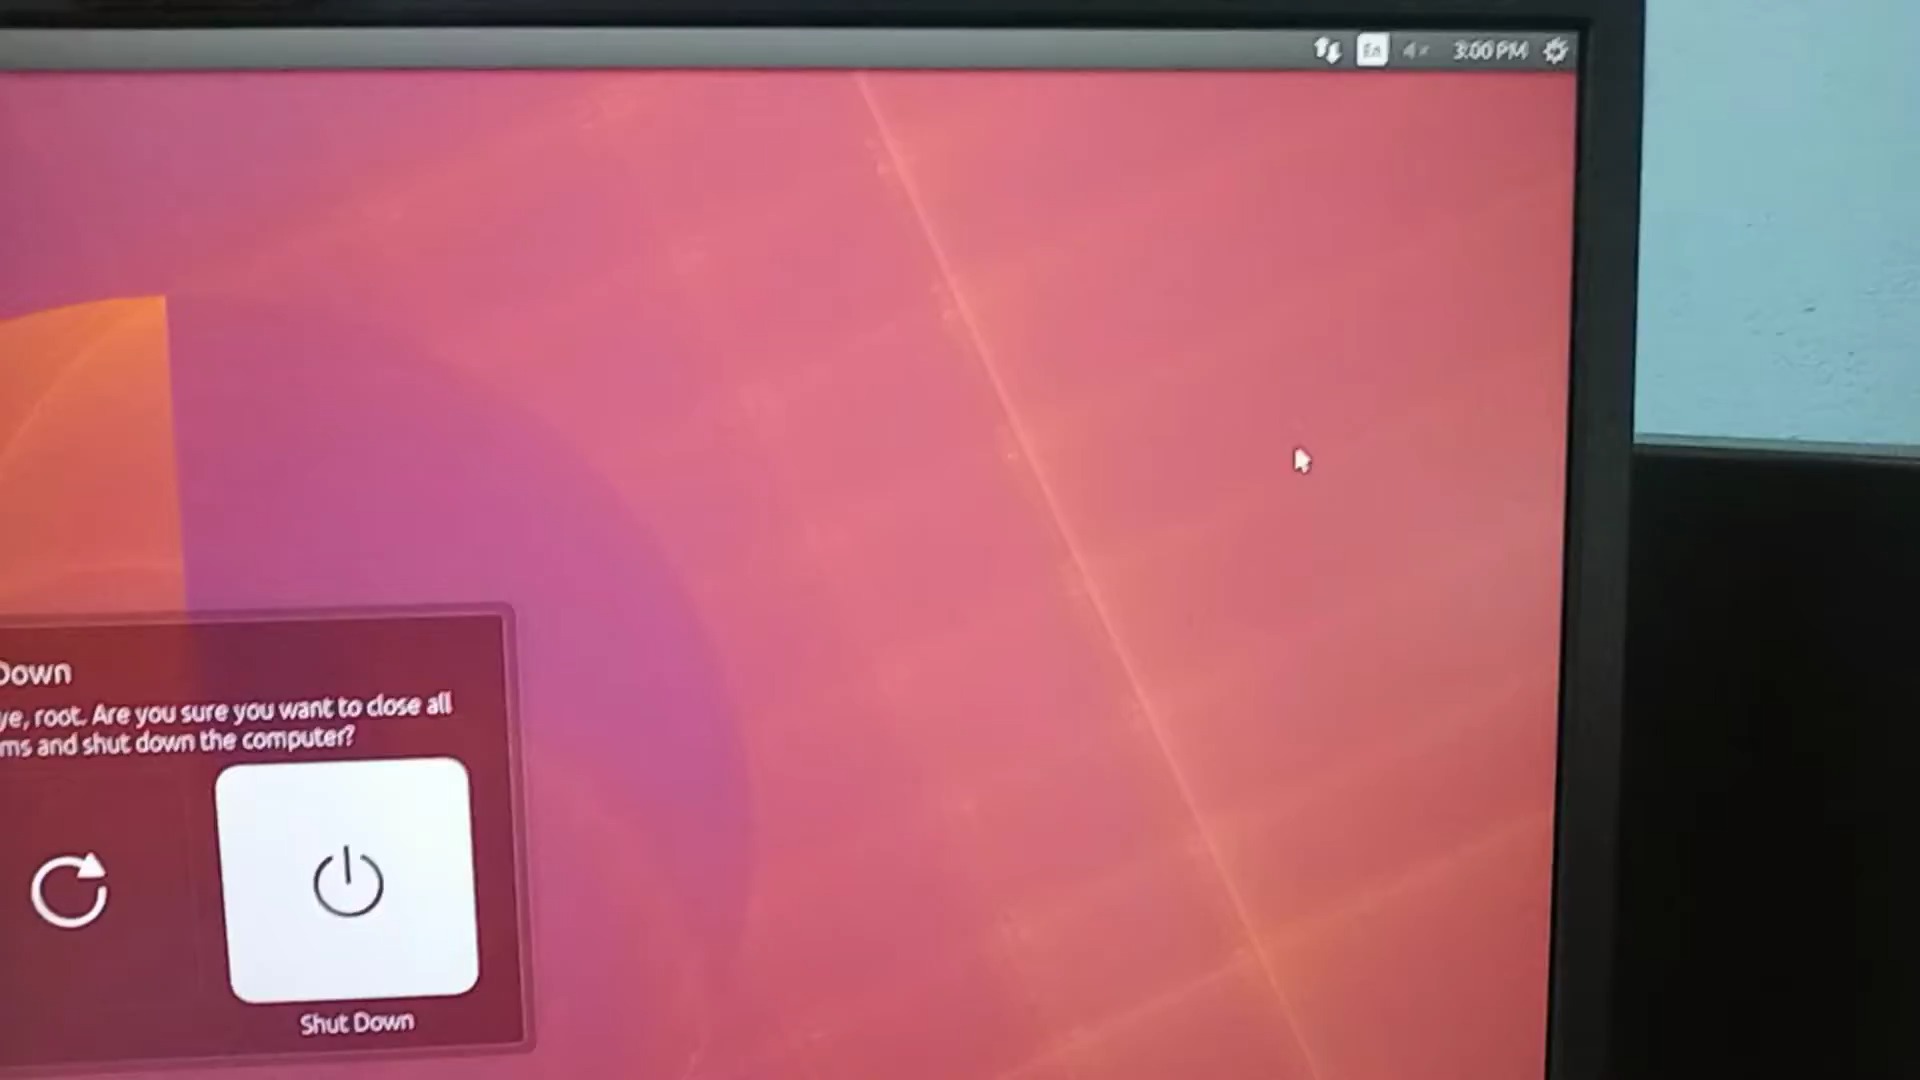 En 3:00 PM
Down
ye, root. Are you sure you want to close all
ms and shut down the computer?
Shut Down